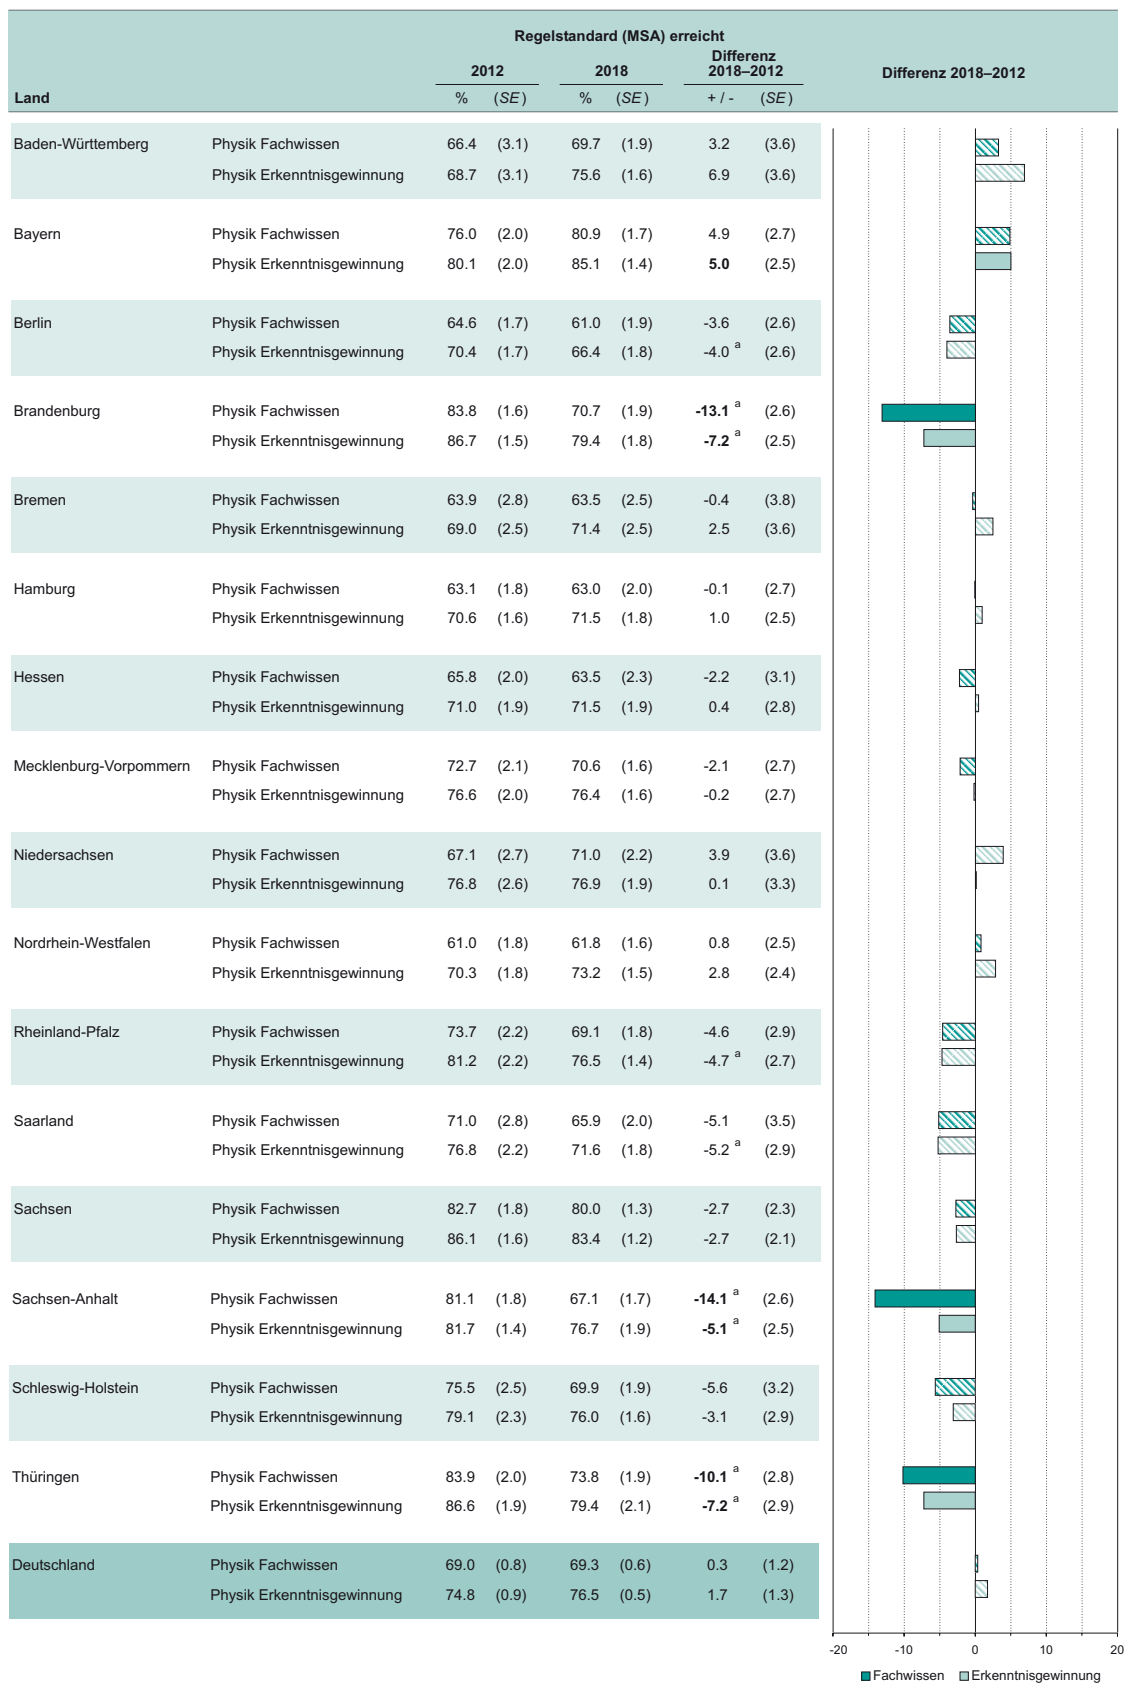 Regelstandard (MSA) erreicht
2012 2018 Differenz 2018–2012 Differenz 2018–2012
Land % (SE) % (SE) + / - (SE)
Baden-Württemberg Physik Fachwissen 66.4 (3.1) 69.7 (1.9) 3.2 (3.6)
Physik Erkenntnisgewinnung 68.7 (3.1) 75.6 (1.6) 6.9 (3.6)
Bayern Physik Fachwissen 76.0 (2.0) 80.9 (1.7) 4.9 (2.7)
Physik Erkenntnisgewinnung 80.1 (2.0) 85.1 (1.4) 5.0 (2.5)
Berlin Physik Fachwissen 64.6 (1.7) 61.0 (1.9) -3.6 (2.6)
Physik Erkenntnisgewinnung 70.4 (1.7) 66.4 (1.8) -4.0 a (2.6)
Brandenburg Physik Fachwissen 83.8 (1.6) 70.7 (1.9) -13.1 a (2.6)
Physik Erkenntnisgewinnung 86.7 (1.5) 79.4 (1.8) -7.2 a (2.5)
Bremen Physik Fachwissen 63.9 (2.8) 63.5 (2.5) -0.4 (3.8)
Physik Erkenntnisgewinnung 69.0 (2.5) 71.4 (2.5) 2.5 (3.6)
Hamburg Physik Fachwissen 63.1 (1.8) 63.0 (2.0) -0.1 (2.7)
Physik Erkenntnisgewinnung 70.6 (1.6) 71.5 (1.8) 1.0 (2.5)
Hessen Physik Fachwissen 65.8 (2.0) 63.5 (2.3) -2.2 (3.1)
Physik Erkenntnisgewinnung 71.0 (1.9) 71.5 (1.9) 0.4 (2.8)
Mecklenburg-Vorpommern Physik Fachwissen 72.7 (2.1) 70.6 (1.6) -2.1 (2.7)
Physik Erkenntnisgewinnung 76.6 (2.0) 76.4 (1.6) -0.2 (2.7)
Niedersachsen Physik Fachwissen 67.1 (2.7) 71.0 (2.2) 3.9 (3.6)
Physik Erkenntnisgewinnung 76.8 (2.6) 76.9 (1.9) 0.1 (3.3)
Nordrhein-Westfalen Physik Fachwissen 61.0 (1.8) 61.8 (1.6) 0.8 (2.5)
Physik Erkenntnisgewinnung 70.3 (1.8) 73.2 (1.5) 2.8 (2.4)
Rheinland-Pfalz Physik Fachwissen 73.7 (2.2) 69.1 (1.8) -4.6 (2.9)
Physik Erkenntnisgewinnung 81.2 (2.2) 76.5 (1.4) -4.7 a (2.7)
Saarland Physik Fachwissen 71.0 (2.8) 65.9 (2.0) -5.1 (3.5)
Physik Erkenntnisgewinnung 76.8 (2.2) 71.6 (1.8) -5.2 a (2.9)
Sachsen Physik Fachwissen 82.7 (1.8) 80.0 (1.3) -2.7 (2.3)
Physik Erkenntnisgewinnung 86.1 (1.6) 83.4 (1.2) -2.7 (2.1)
Sachsen-Anhalt Physik Fachwissen 81.1 (1.8) 67.1 (1.7) -14.1 a (2.6)
Physik Erkenntnisgewinnung 81.7 (1.4) 76.7 (1.9) -5.1 a (2.5)
Schleswig-Holstein Physik Fachwissen 75.5 (2.5) 69.9 (1.9) -5.6 (3.2)
Physik Erkenntnisgewinnung 79.1 (2.3) 76.0 (1.6) -3.1 (2.9)
Thüringen Physik Fachwissen 83.9 (2.0) 73.8 (1.9) -10.1 a (2.8)
Physik Erkenntnisgewinnung 86.6 (1.9) 79.4 (2.1) -7.2 a (2.9)
Deutschland Physik Fachwissen 69.0 (0.8) 69.3 (0.6) 0.3 (1.2)
Physik Erkenntnisgewinnung 74.8 (0.9) 76.5 (0.5) 1.7 (1.3)
-20 -10 0 10 20
Fachwissen Erkenntnisgewinnung